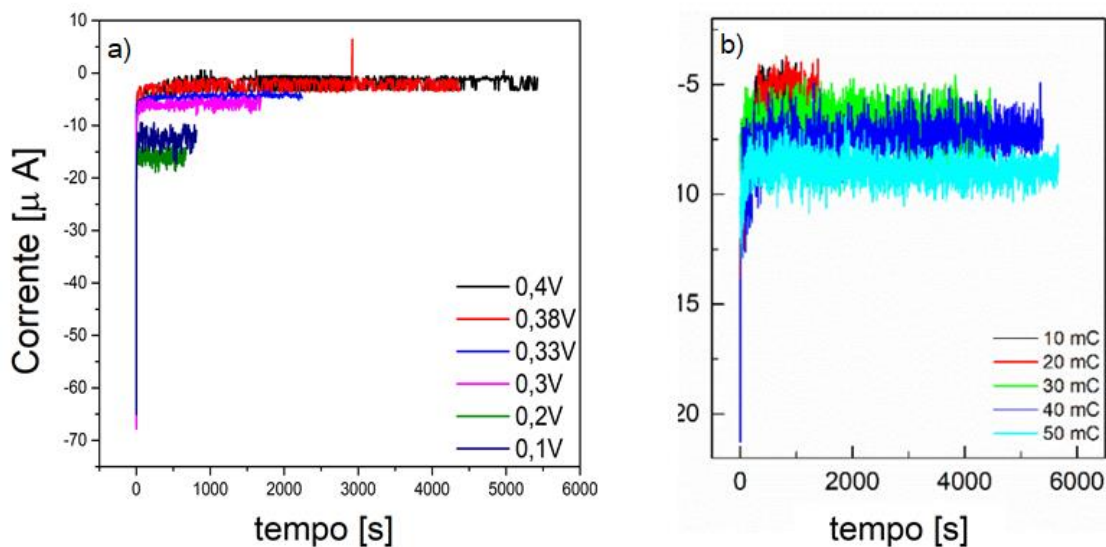 a)
Corrente [μ A]
10
0
-10
-20
-30
-40
-50
-60
-70
0 1000 2000 3000 4000 5000 6000
tempo [s]
0,4V
0,38V
0,33V
0,3V
0,2V
0,1V
b)
-5
10
15
20
0 2000 4000 6000
tempo [s]
10 mC
20 mC
30 mC
40 mC
50 mC